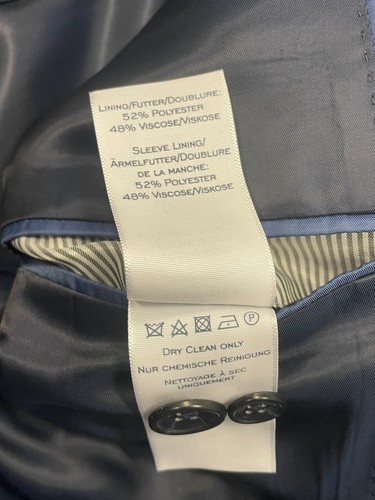 LINING/FUTTER/DOUBLURE:
52% POLYESTER
48% VISCOSE/VISKOSE
SLEEVE LINING/
ÄRMELFUTTER/DOUBLURE
DE LA MANCHE:
52% POLYESTER
48% VISCOSE/VISKOSE
P
DRY CLEAN ONLY
NUR CHEMISCHE REINIGUNG
NETTOYAGE À SEC
UNIQUEMENT